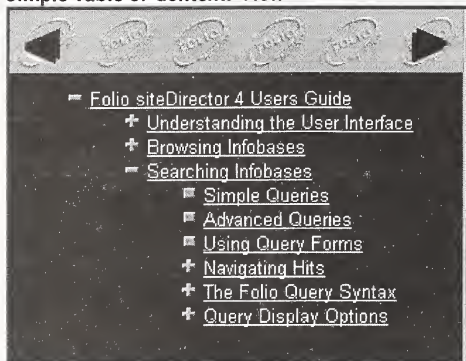 Simple Table of Contents View
Folio siteDirector 4 Users Guide
Understanding the User Interface
Browsing Infobases
Searching Infobases
Simple Queries
Advanced Queries
Using Query Forms
Navigating Hits
The Folio Query Syntax
Query Display Options